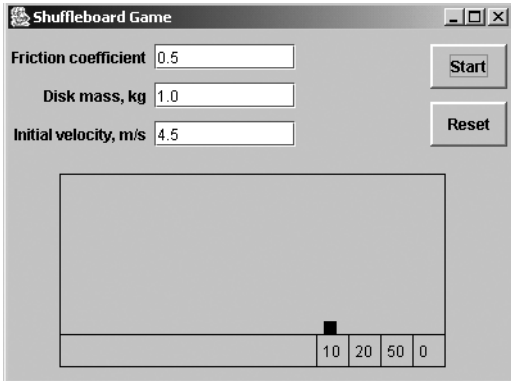 Shuffleboard Game
Friction coefficient 0.5
Start
Disk mass, kg 1.0
Reset
Initial velocity, m/s 4.5
10 20 50 0